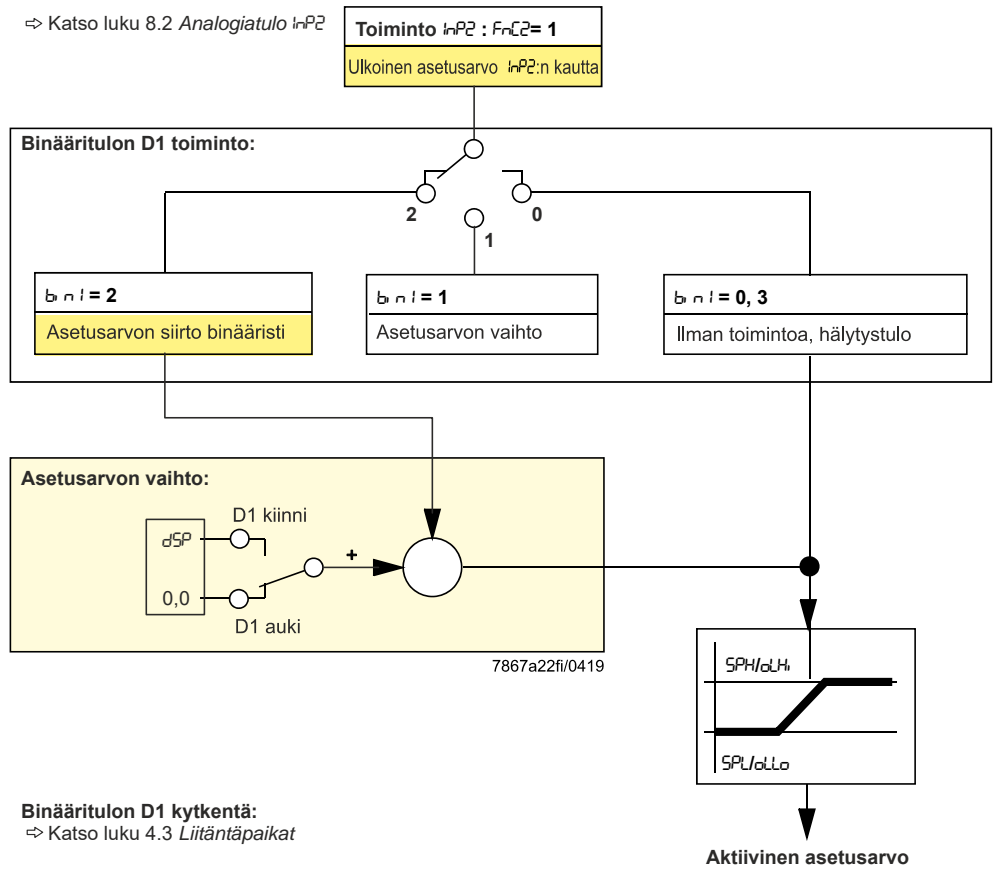 ⇨ Katso luku 8.2 Analogiatulo InP2
Toiminto InP2 : FnC2= 1
Ulkoinen asetusarvo InP2:n kautta
Binääritulon D1 toiminto:
2
0
1
bin1 = 2
Asetusarvon siirto binääristi
bin1 = 1
Asetusarvon vaihto
bin1 = 0, 3
Ilman toimintoa, hälytystulo
Asetusarvon vaihto:
D1 kiinni
dSP
+
0,0
D1 auki
7867a22fi/0419
SPH/oLHi
SPL/oLLo
Binääritulon D1 kytkentä:
⇨ Katso luku 4.3 Liitäntäpaikat
Aktiivinen asetusarvo